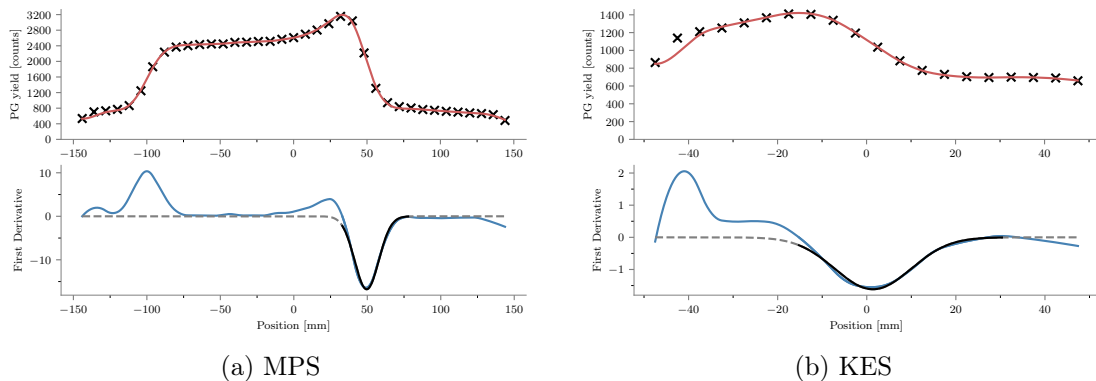 PG yield [counts]
3200
2800
2400
2000
1600
1200
800
400
0
−150 −100 −50 0 50 100 150
First Derivative
10
0
−10
−150 −100 −50 0 50 100 150
Position [mm]
(a) MPS
PG yield [counts]
1400
1200
1000
800
600
400
200
0
−40 −20 0 20 40
First Derivative
2
1
0
−1
−40 −20 0 20 40
Position [mm]
(b) KES